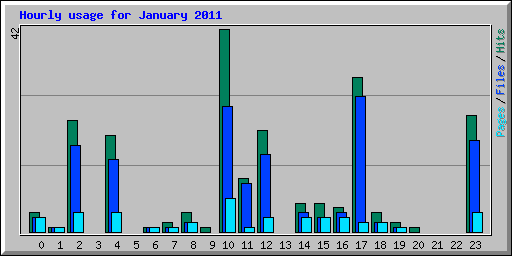 Hourly usage for January 2011
42
Pages/Files/Hits
0 1 2 3 4 5 6 7 8 9 10 11 12 13 14 15 16 17 18 19 20 21 22 23